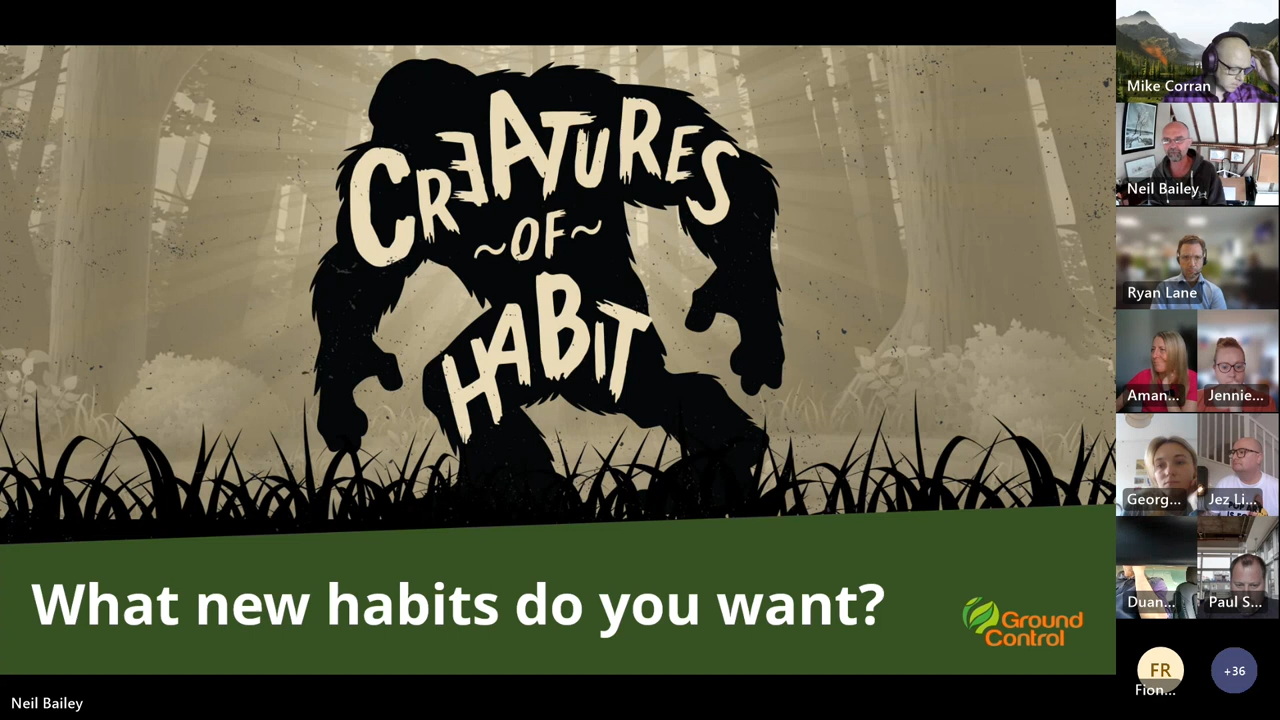 CREATURES
~OF~
HABIT
What new habits do you want?
Ground
Control
Neil Bailey
Mike Corran
Neil Bailey
Ryan Lane
Aman...
Jennie...
Georg...
Jez Li...
Duan...
Paul S...
FR
Fion...
+36